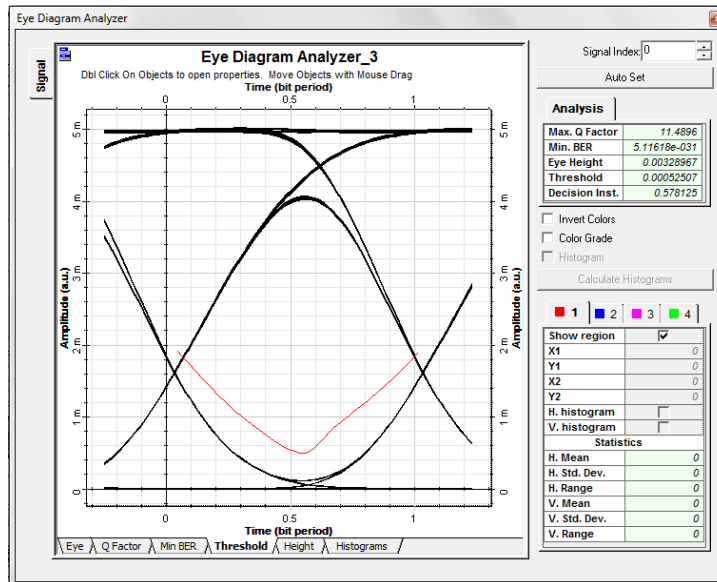 Eye Diagram Analyzer
Signal
Eye Diagram Analyzer_3
Dbl Click On Objects to open properties. Move Objects with Mouse Drag
Time (bit period)
0 0.5 1
Amplitude (a.u.)
5 m
4 m
3 m
2 m
1 m
0
Amplitude (a.u.)
5 m
4 m
3 m
2 m
1 m
0
0 0.5 1
Time (bit period)
Eye Q Factor Min BER Threshold Height Histograms
Signal Index: 0
Auto Set
Analysis
Max. Q Factor 11.4896
Min. BER 5.11618e-031
Eye Height 0.00328967
Threshold 0.00052507
Decision Inst. 0.578125
Invert Colors
Color Grade
Histogram
Calculate Histograms
1 2 3 4
Show region
X1 0
Y1 0
X2 0
Y2 0
H. histogram
V. histogram
Statistics
H. Mean 0
H. Std. Dev. 0
H. Range 0
V. Mean 0
V. Std. Dev. 0
V. Range 0